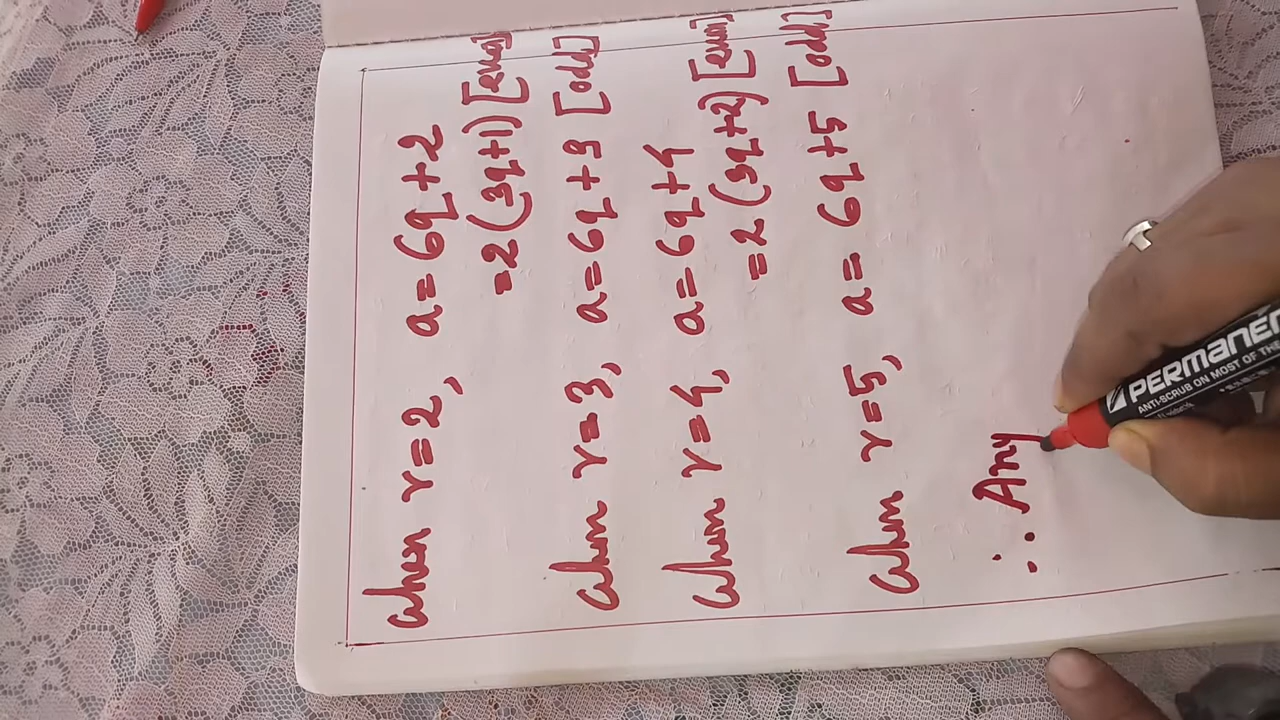 When r=2, a=6q+2
=2(3q+1)[even]
When r=3, a=6q+3 [odd]
When r=4, a=6q+4
=2(3q+2)[even]
When r=5, a=6q+5 [odd]
∴ Any
PERMANE
ANTI-SCRUB ON MOST OF THE